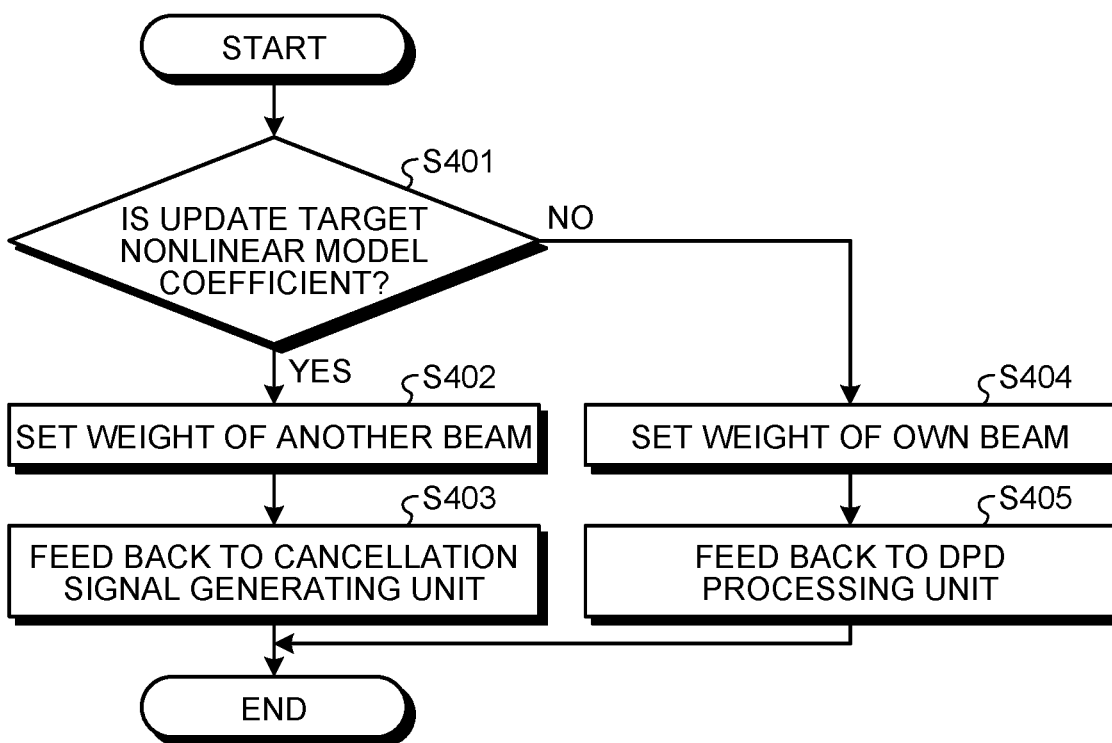 START
S401
IS UPDATE TARGET
NONLINEAR MODEL
COEFFICIENT?
NO
YES
S402
SET WEIGHT OF ANOTHER BEAM
S403
FEED BACK TO CANCELLATION
SIGNAL GENERATING UNIT
S404
SET WEIGHT OF OWN BEAM
S405
FEED BACK TO DPD
PROCESSING UNIT
END